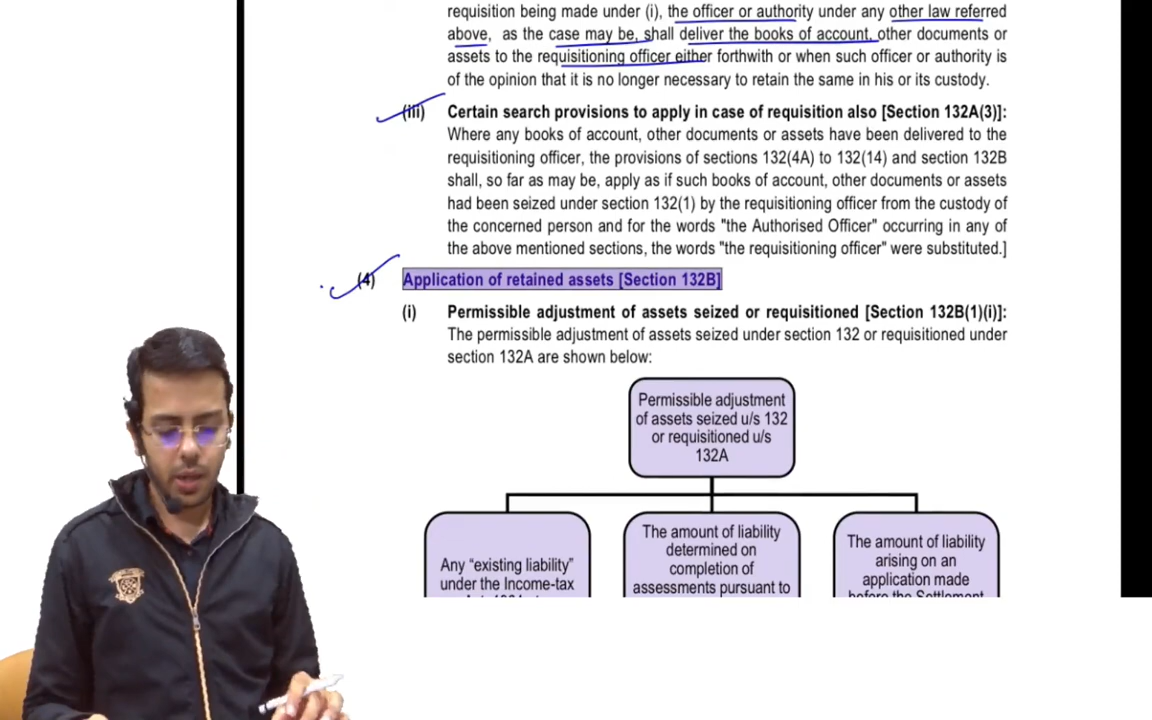 requisition being made under (i), the officer or authority under any other law referred
above, as the case may be, shall deliver the books of account, other documents or
assets to the requisitioning officer either forthwith or when such officer or authority is
of the opinion that it is no longer necessary to retain the same in his or its custody.
(iii) Certain search provisions to apply in case of requisition also [Section 132A(3)]:
Where any books of account, other documents or assets have been delivered to the
requisitioning officer, the provisions of sections 132(4A) to 132(14) and section 132B
shall, so far as may be, apply as if such books of account, other documents or assets
had been seized under section 132(1) by the requisitioning officer from the custody of
the concerned person and for the words "the Authorised Officer" occurring in any of
the above mentioned sections, the words "the requisitioning officer" were substituted.]
(4) Application of retained assets [Section 132B]
(i) Permissible adjustment of assets seized or requisitioned [Section 132B(1)(i)]:
The permissible adjustment of assets seized under section 132 or requisitioned under
section 132A are shown below:
Permissible adjustment
of assets seized u/s 132
or requisitioned u/s
132A
Any “existing liability”
under the Income-tax
The amount of liability
determined on
completion of
assessments pursuant to
The amount of liability
arising on an
application made
before the Settlement